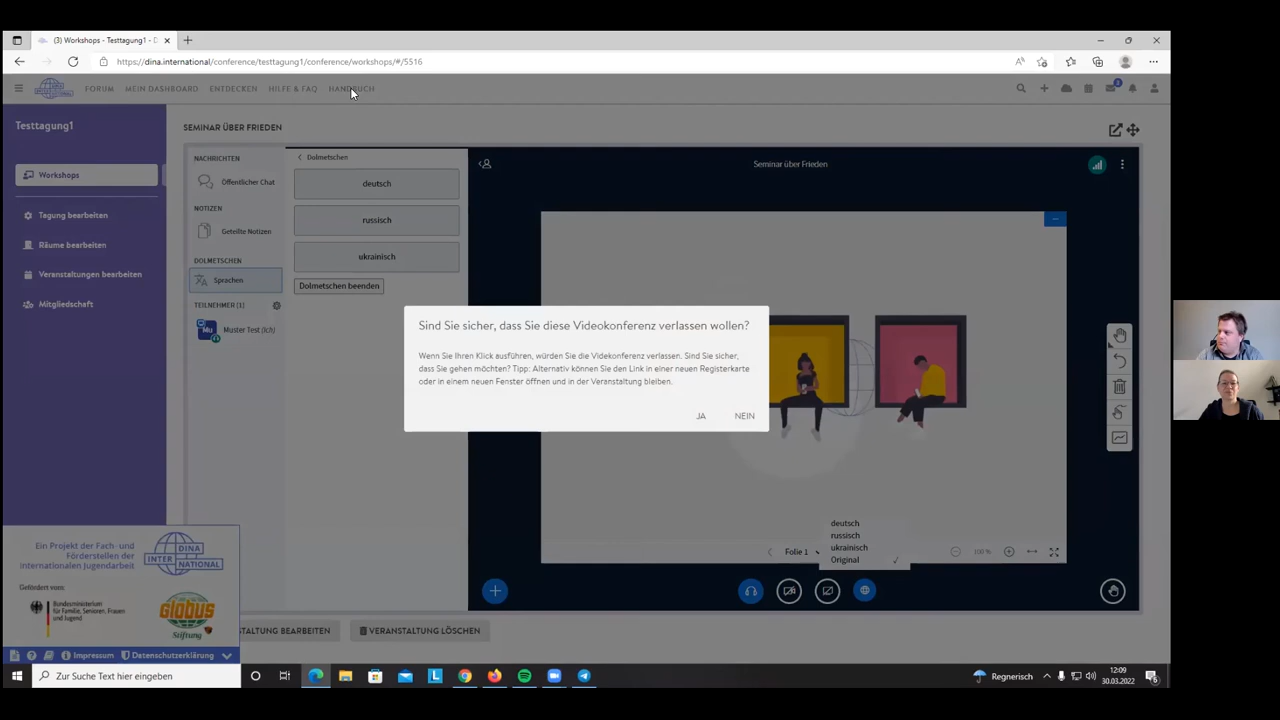 (3) Workshops - Testtagung1 - D
https://dina.international/conference/testtagung1/conference/workshops/#/5516
FORUM MEIN DASHBOARD ENTDECKEN HILFE & FAQ HANDBUCH
Testtagung1
Workshops
Tagung bearbeiten
Räume bearbeiten
Veranstaltungen bearbeiten
Mitgliedschaft
SEMINAR ÜBER FRIEDEN
NACHRICHTEN
Öffentlicher Chat
NOTIZEN
Geteilte Notizen
DOLMETSCHEN
Sprachen
TEILNEHMER (1)
Mu Muster Test (Ich)
Dolmetschen
deutsch
russisch
ukrainisch
Dolmetschen beenden
Seminar über Frieden
Sind Sie sicher, dass Sie diese Videokonferenz verlassen wollen?
Wenn Sie Ihren Klick ausführen, würden Sie die Videokonferenz verlassen. Sind Sie sicher,
dass Sie gehen möchten? Tipp: Alternativ können Sie den Link in einer neuen Registerkarte
oder in einem neuen Fenster öffnen und in der Veranstaltung bleiben.
JA NEIN
deutsch
russisch
ukrainisch
Original
Folie 1
100 %
Ein Projekt der Fach- und
Förderstellen der
internationalen Jugendarbeit
DINA
INTER NATIONAL
Gefördert vom:
Bundesministerium
für Familie, Senioren, Frauen
und Jugend
Globus
Stiftung
Impressum Datenschutzerklärung
TALTUNG BEARBEITEN VERANSTALTUNG LÖSCHEN
Zur Suche Text hier eingeben
Regnerisch
12:09
30.03.2022